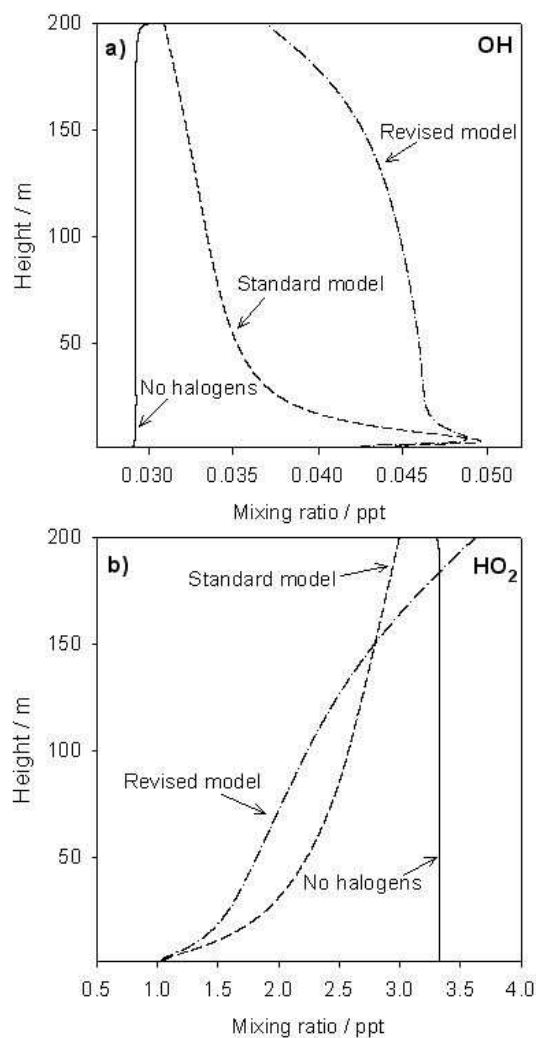 200
a)
OH
Revised model
150
Height / m
100
Standard model
50
No halogens
0.030 0.035 0.040 0.045 0.050
Mixing ratio / ppt
200
b)
HO2
Standard model
150
Height / m
100
Revised model
50
No halogens
0.5 1.0 1.5 2.0 2.5 3.0 3.5 4.0
Mixing ratio / ppt